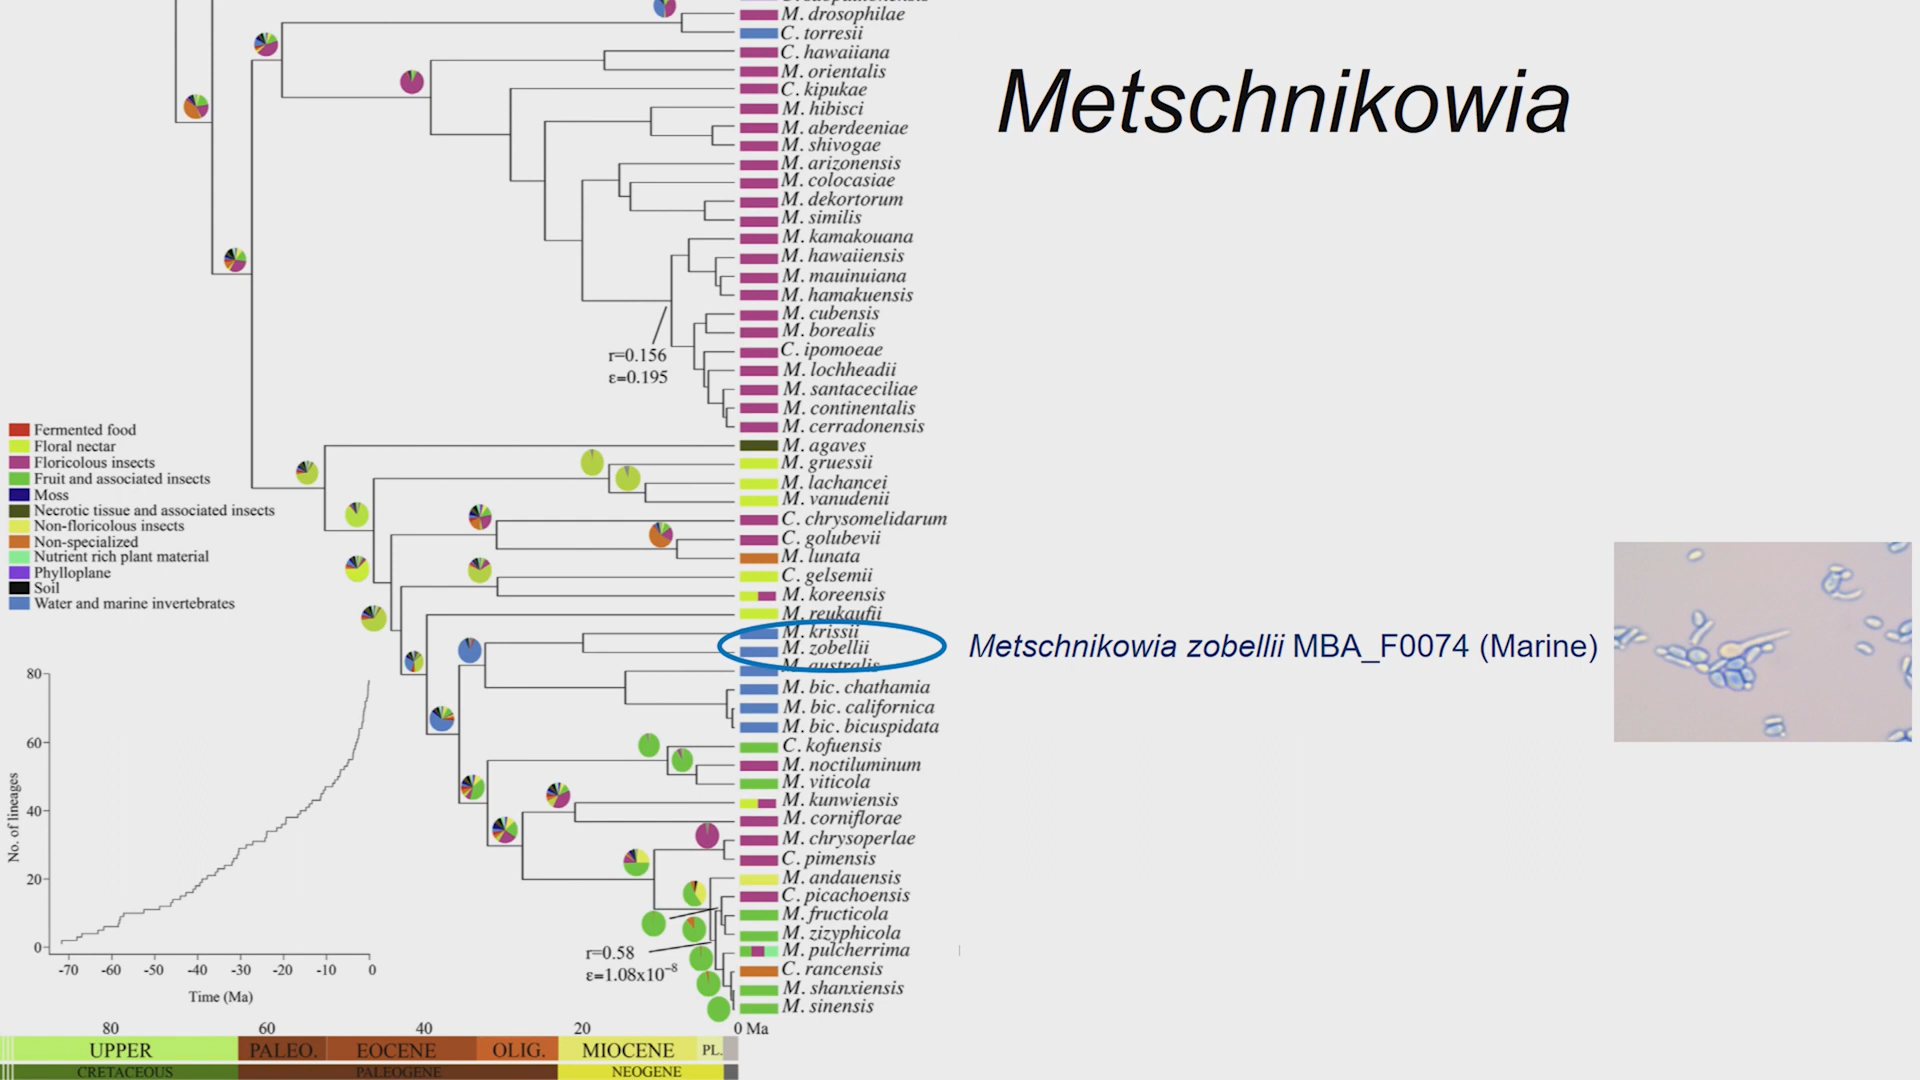 M. drosophilae
C. torresii
C. hawaiiana
M. orientalis
C. kipukae
M. hibisci
M. aberdeeniae
M. shivogae
M. arizonensis
M. colocasiae
M. dekortorum
M. similis
M. kamakouana
M. hawaiiensis
M. mauinuiana
M. hamakuensis
M. cubensis
M. borealis
C. ipomoeae
M. lochheadii
M. santaceciliae
M. continentalis
M. cerradonensis
M. agaves
M. gruessii
M. lachancei
M. vanudenii
C. chrysomelidarum
C. golubevii
M. lunata
C. gelsemii
M. koreensis
M. reukaufii
M. krissii
M. zobellii
M. australis
M. bic. chathamia
M. bic. californica
M. bic. bicuspidata
C. kofuensis
M. noctiluminum
M. viticola
M. kunwiensis
M. corniflorae
M. chrysoperlae
C. pimensis
M. andauensis
C. picachoensis
M. fructicola
M. zizyphicola
M. pulcherrima
C. rancensis
M. shanxiensis
M. sinensis
r=0.156
ε=0.195
r=0.58
ε=1.08x10⁻⁸
Fermented food
Floral nectar
Floricolous insects
Fruit and associated insects
Moss
Necrotic tissue and associated insects
Non-floricolous insects
Non-specialized
Nutrient rich plant material
Phylloplane
Soil
Water and marine invertebrates
No. of lineages
80
60
40
20
0
-70 -60 -50 -40 -30 -20 -10 0
Time (Ma)
80 60 40 20 0 Ma
UPPER PALEO. EOCENE OLIG. MIOCENE PL.
CRETACEOUS PALEOGENE NEOGENE
Metschnikowia
Metschnikowia zobellii MBA_F0074 (Marine)